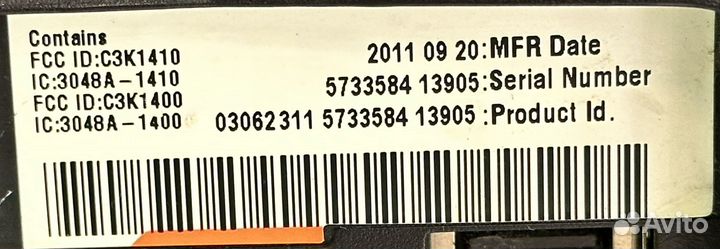 Contains
FCC ID:C3K1410
IC:3048A-1410
FCC ID:C3K1400
IC:3048A-1400
2011 09 20:MFR Date
5733584 13905:Serial Number
03062311 5733584 13905 :Product Id.
Avito